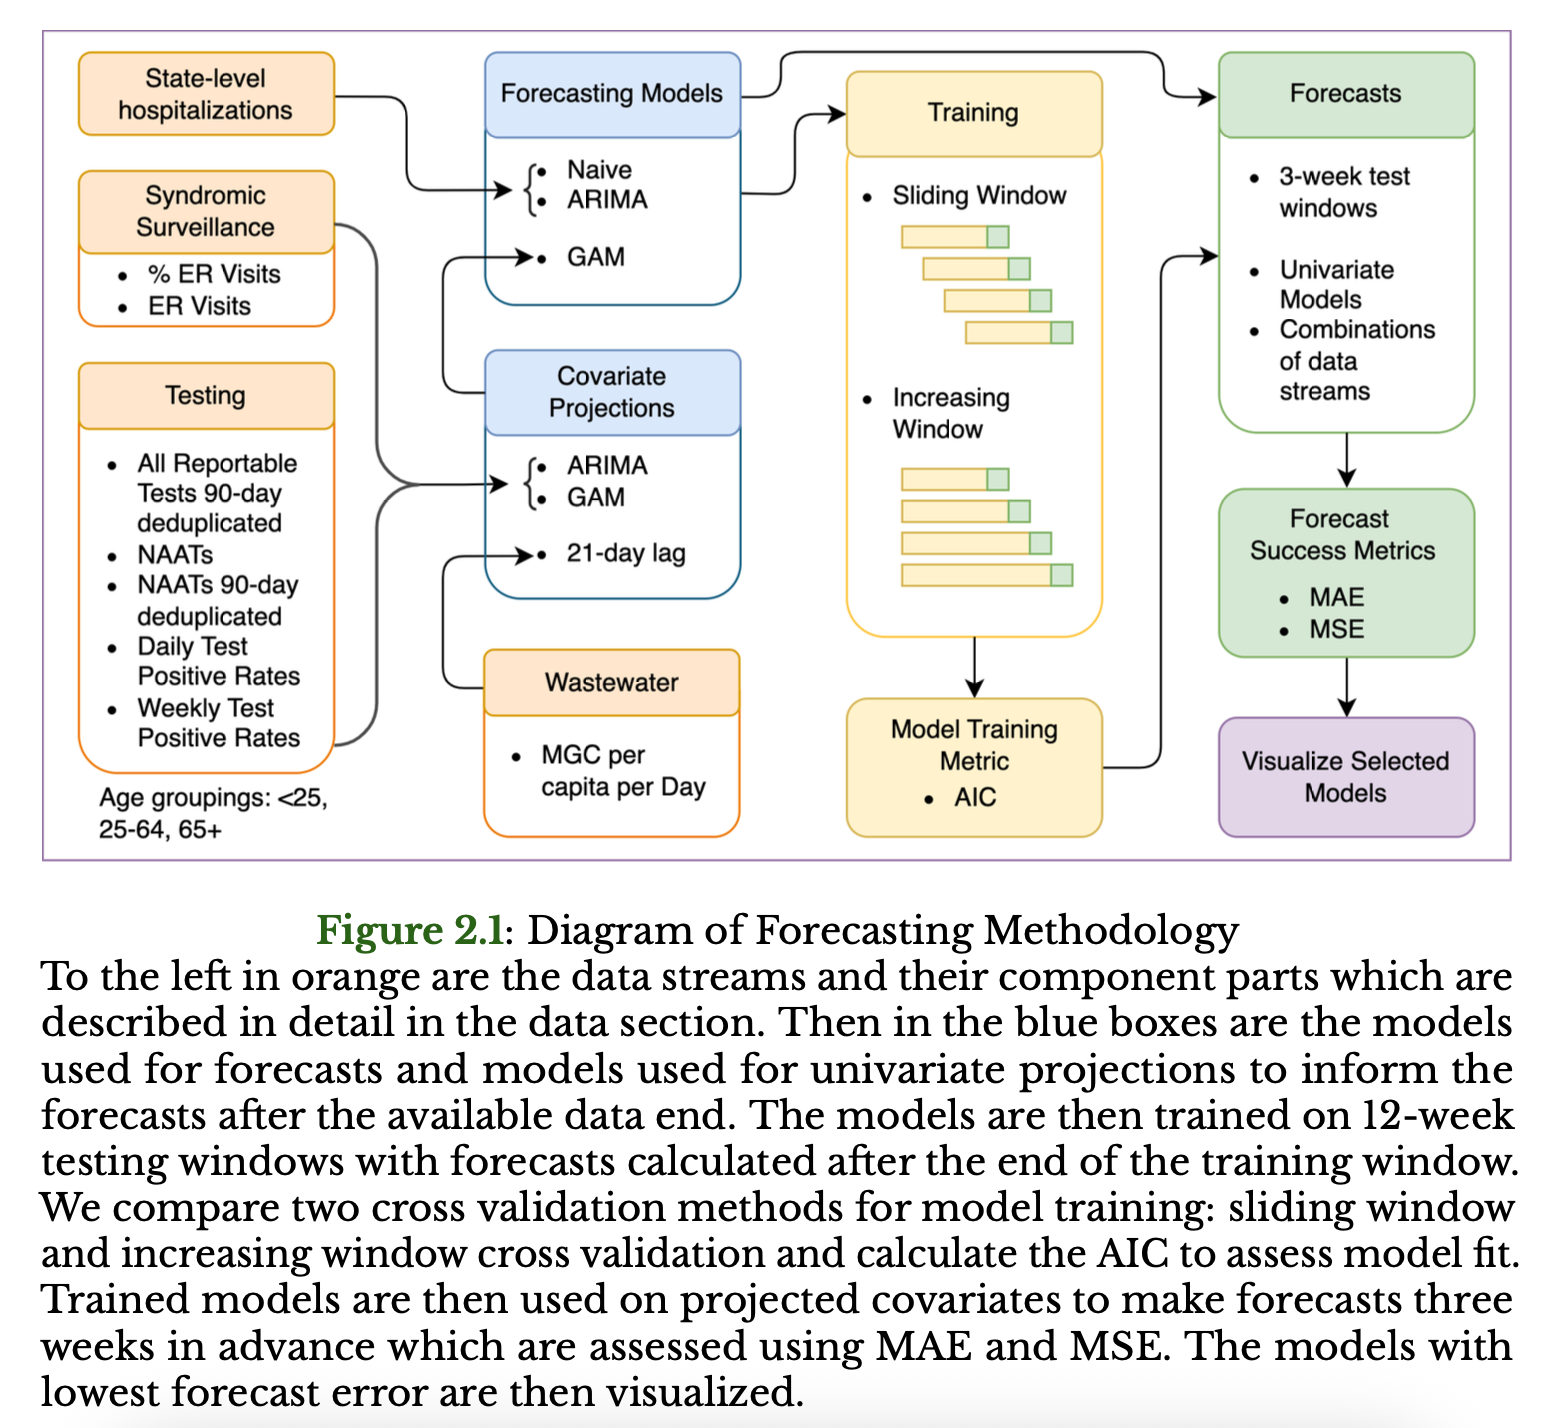 State-level
hospitalizations
Syndromic
Surveillance
• % ER Visits
• ER Visits
Testing
• All Reportable
Tests 90-day
deduplicated
• NAATs
• NAATs 90-day
deduplicated
• Daily Test
Positive Rates
• Weekly Test
Positive Rates
Age groupings: <25,
25-64, 65+
Forecasting Models
• Naive
• ARIMA
• GAM
Covariate
Projections
• ARIMA
• GAM
• 21-day lag
Wastewater
• MGC per
capita per Day
Training
• Sliding Window
• Increasing
Window
Model Training
Metric
• AIC
Forecasts
• 3-week test
windows
• Univariate
Models
• Combinations
of data
streams
Forecast
Success Metrics
• MAE
• MSE
Visualize Selected
Models
Figure 2.1: Diagram of Forecasting Methodology
To the left in orange are the data streams and their component parts which are
described in detail in the data section. Then in the blue boxes are the models
used for forecasts and models used for univariate projections to inform the
forecasts after the available data end. The models are then trained on 12-week
testing windows with forecasts calculated after the end of the training window.
We compare two cross validation methods for model training: sliding window
and increasing window cross validation and calculate the AIC to assess model fit.
Trained models are then used on projected covariates to make forecasts three
weeks in advance which are assessed using MAE and MSE. The models with
lowest forecast error are then visualized.